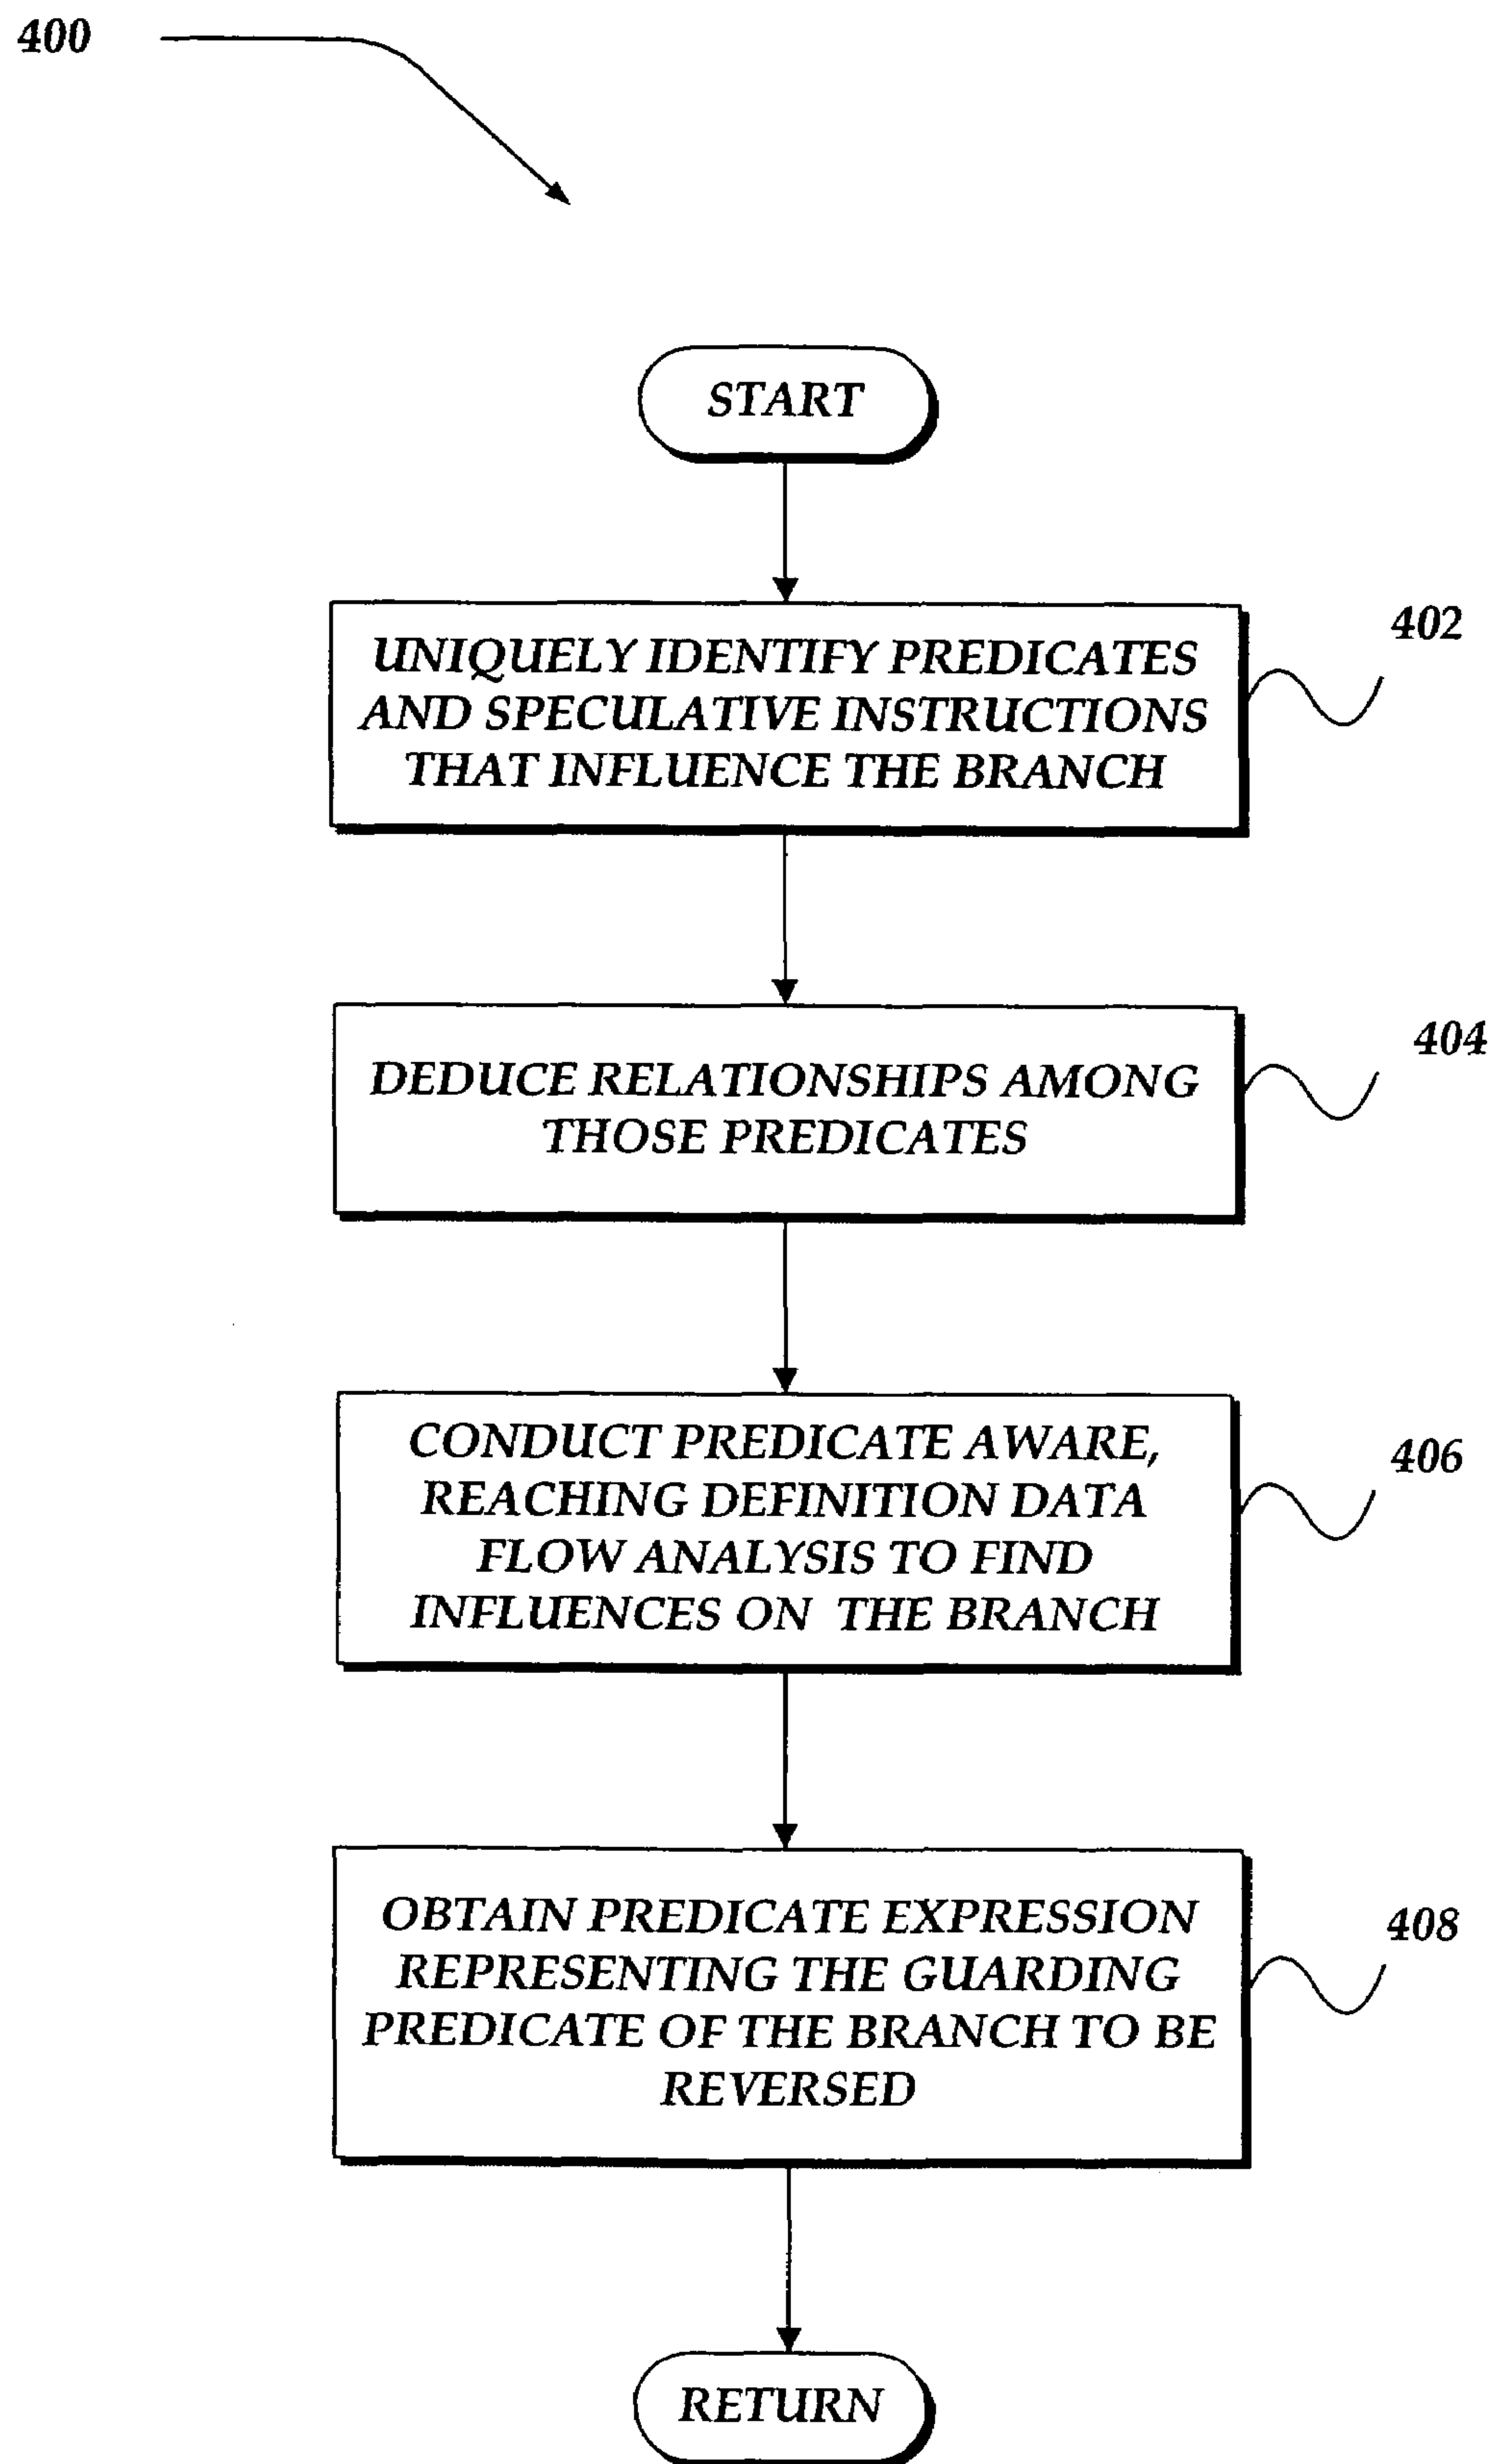 400
START
UNIQUELY IDENTIFY PREDICATES
AND SPECULATIVE INSTRUCTIONS
THAT INFLUENCE THE BRANCH
402
DEDUCE RELATIONSHIPS AMONG
THOSE PREDICATES
404
CONDUCT PREDICATE AWARE,
REACHING DEFINITION DATA
FLOW ANALYSIS TO FIND
INFLUENCES ON THE BRANCH
406
OBTAIN PREDICATE EXPRESSION
REPRESENTING THE GUARDING
PREDICATE OF THE BRANCH TO BE
REVERSED
408
RETURN